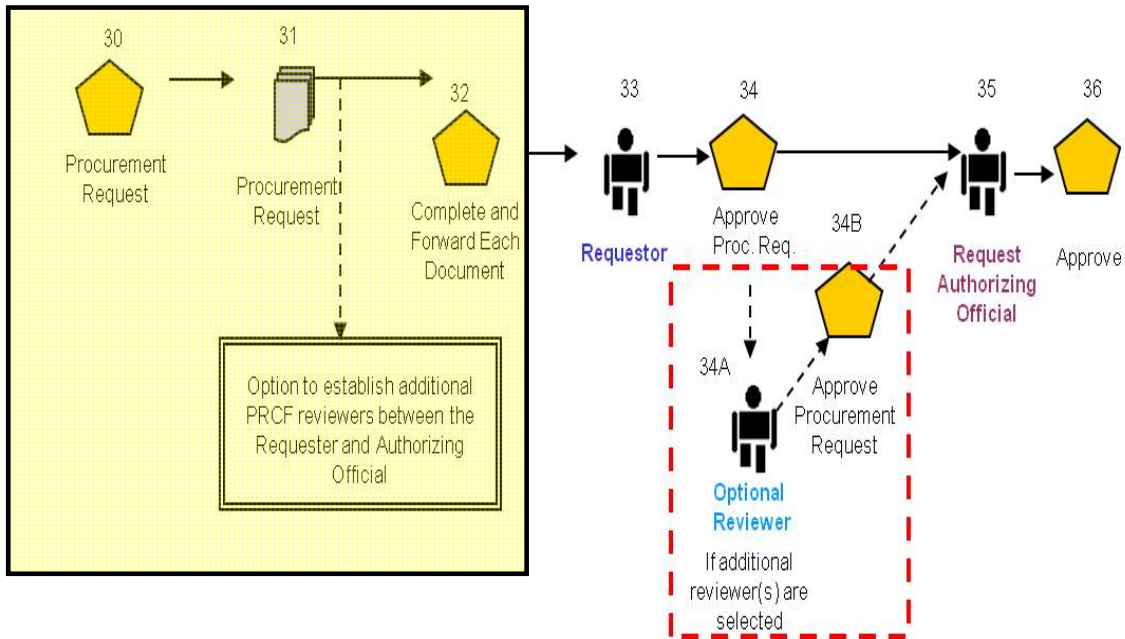 30
Procurement
Request
31
Procurement
Request
32
Complete and
Forward Each
Document
Option to establish additional
PRCF reviewers between the
Requester and Authorizing
Official
33
Requestor
34
Approve
Proc. Req.
34A
Optional
Reviewer
If additional
reviewer(s) are
selected
34B
Approve
Procurement
Request
35
Request
Authorizing
Official
36
Approve